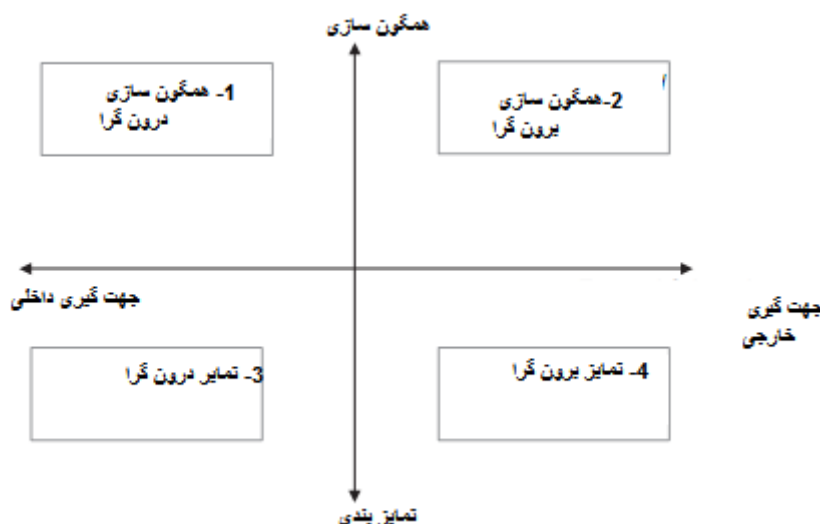 همگون سازی
1- همگون سازی
درون گرا
2-همگون سازی
برون گرا
جهت گیری داخلی
جهت گیری
خارجی
3- تمایر درون گرا
4- تمایز برون گرا
تمایز بندی